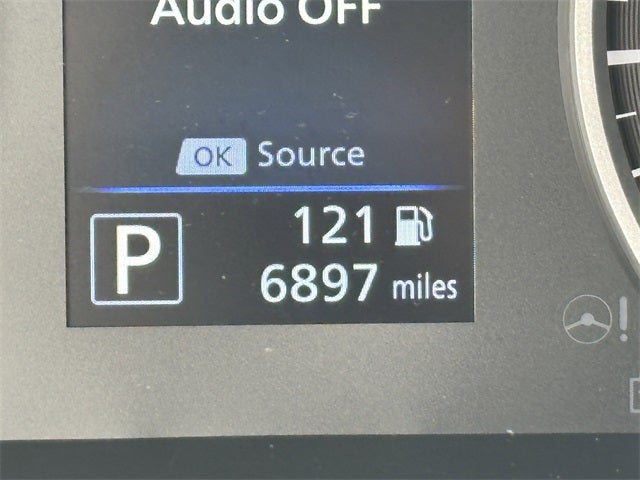 Audio OFF
OK Source
121
P
6897 miles